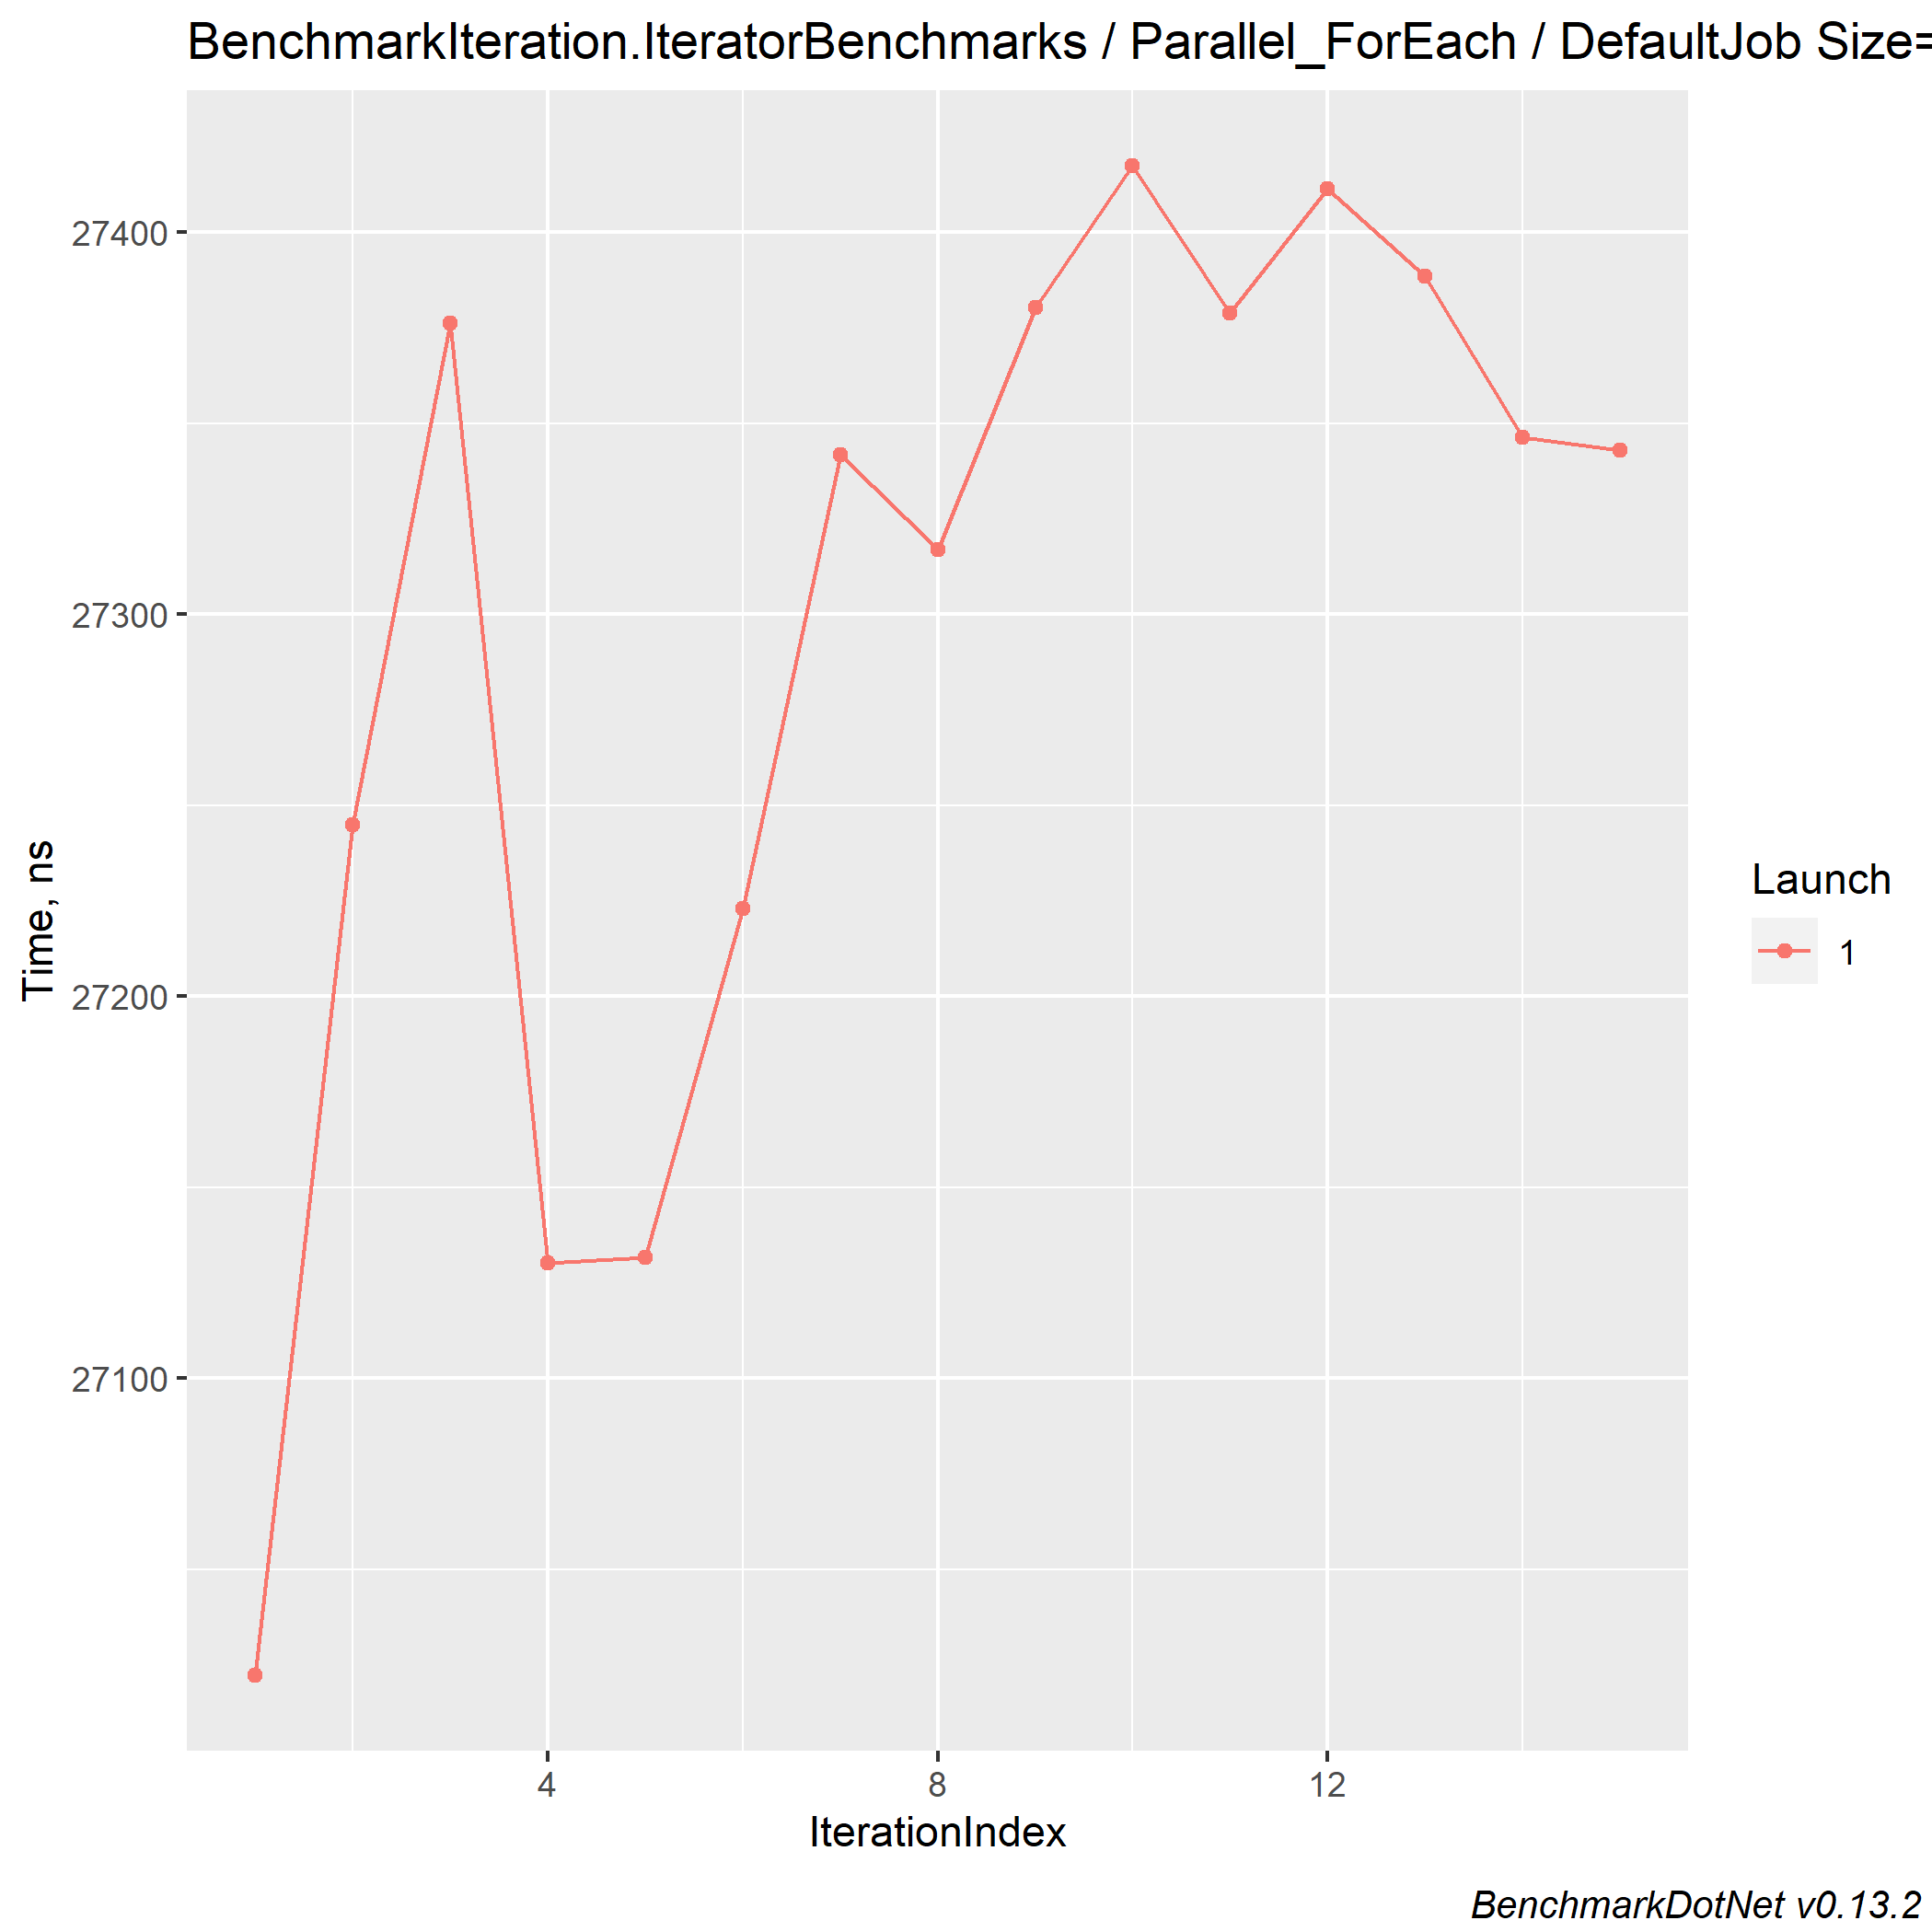 BenchmarkIteration.IteratorBenchmarks / Parallel_ForEach / DefaultJob Size=
27400
27300
27200
27100
Time, ns
4
8
12
IterationIndex
Launch
1
BenchmarkDotNet v0.13.2